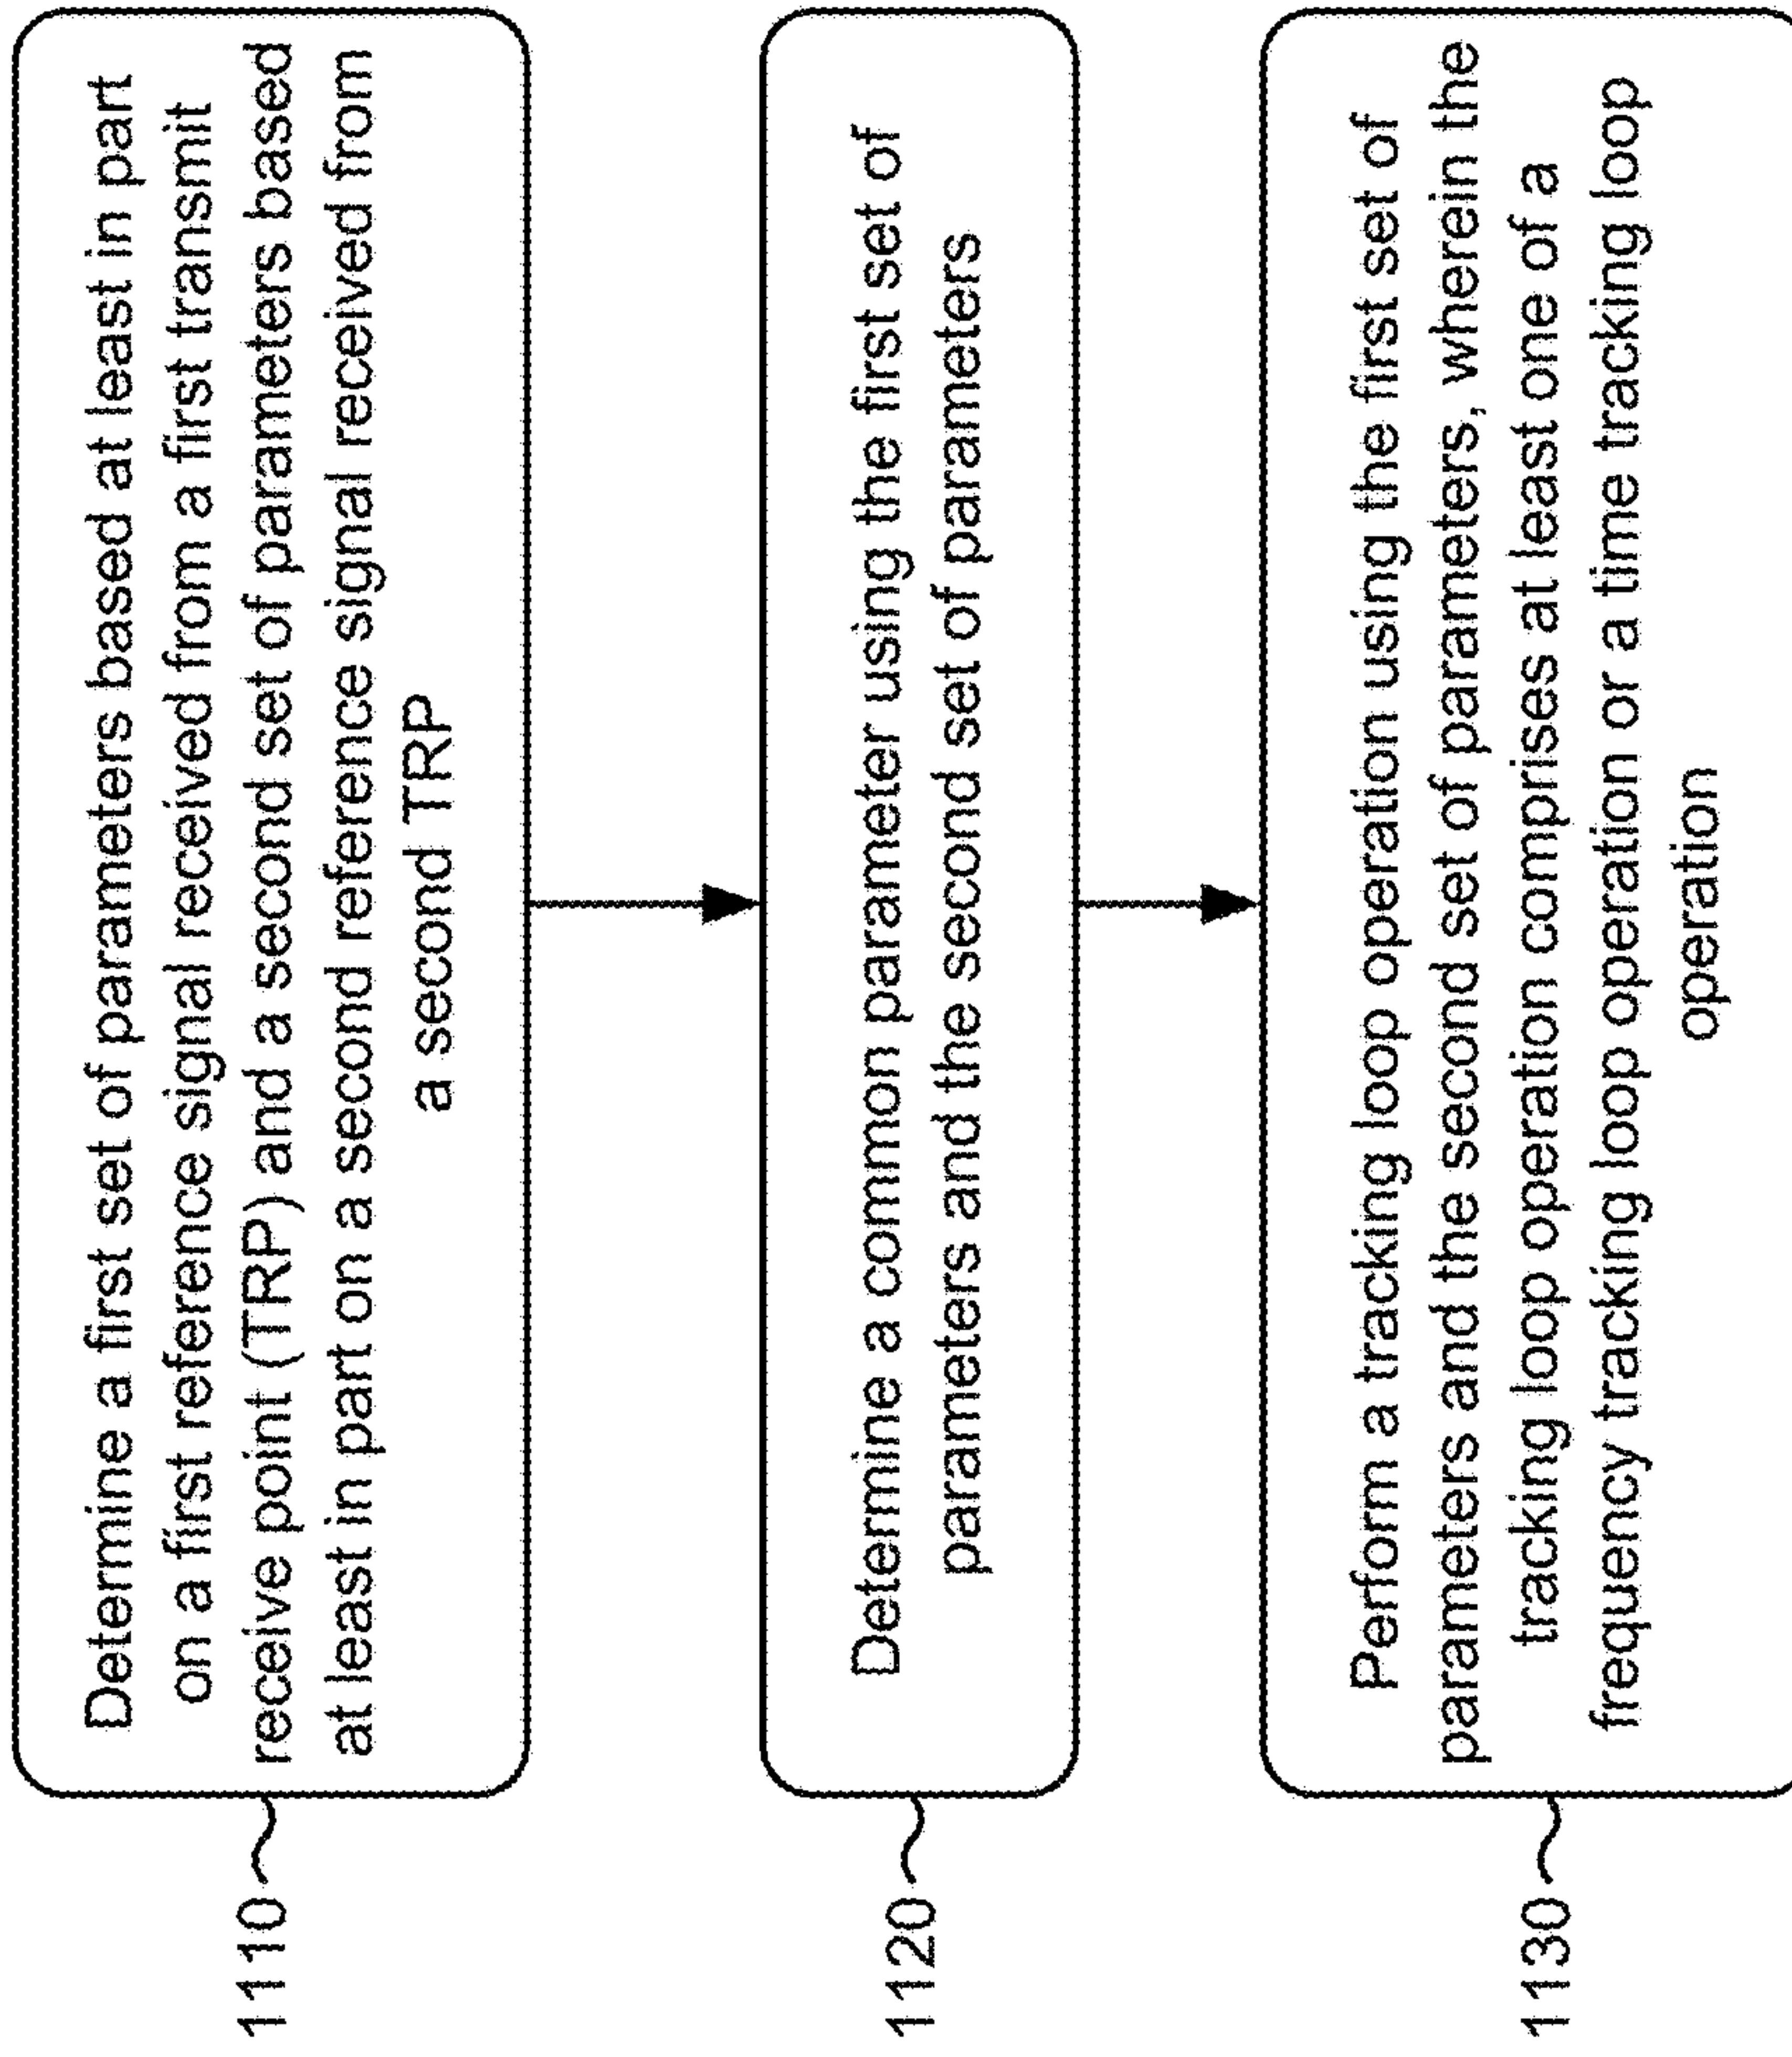 1110
Determine a first set of parameters based at least in part
on a first reference signal received from a first transmit
receive point (TRP) and a second set of parameters based
at least in part on a second reference signal received from
a second TRP
1120
Determine a common parameter using the first set of
parameters and the second set of parameters
1130
Perform a tracking loop operation using the first set of
parameters and the second set of parameters, wherein the
tracking loop operation comprises at least one of a
frequency tracking loop operation or a time tracking loop
operation